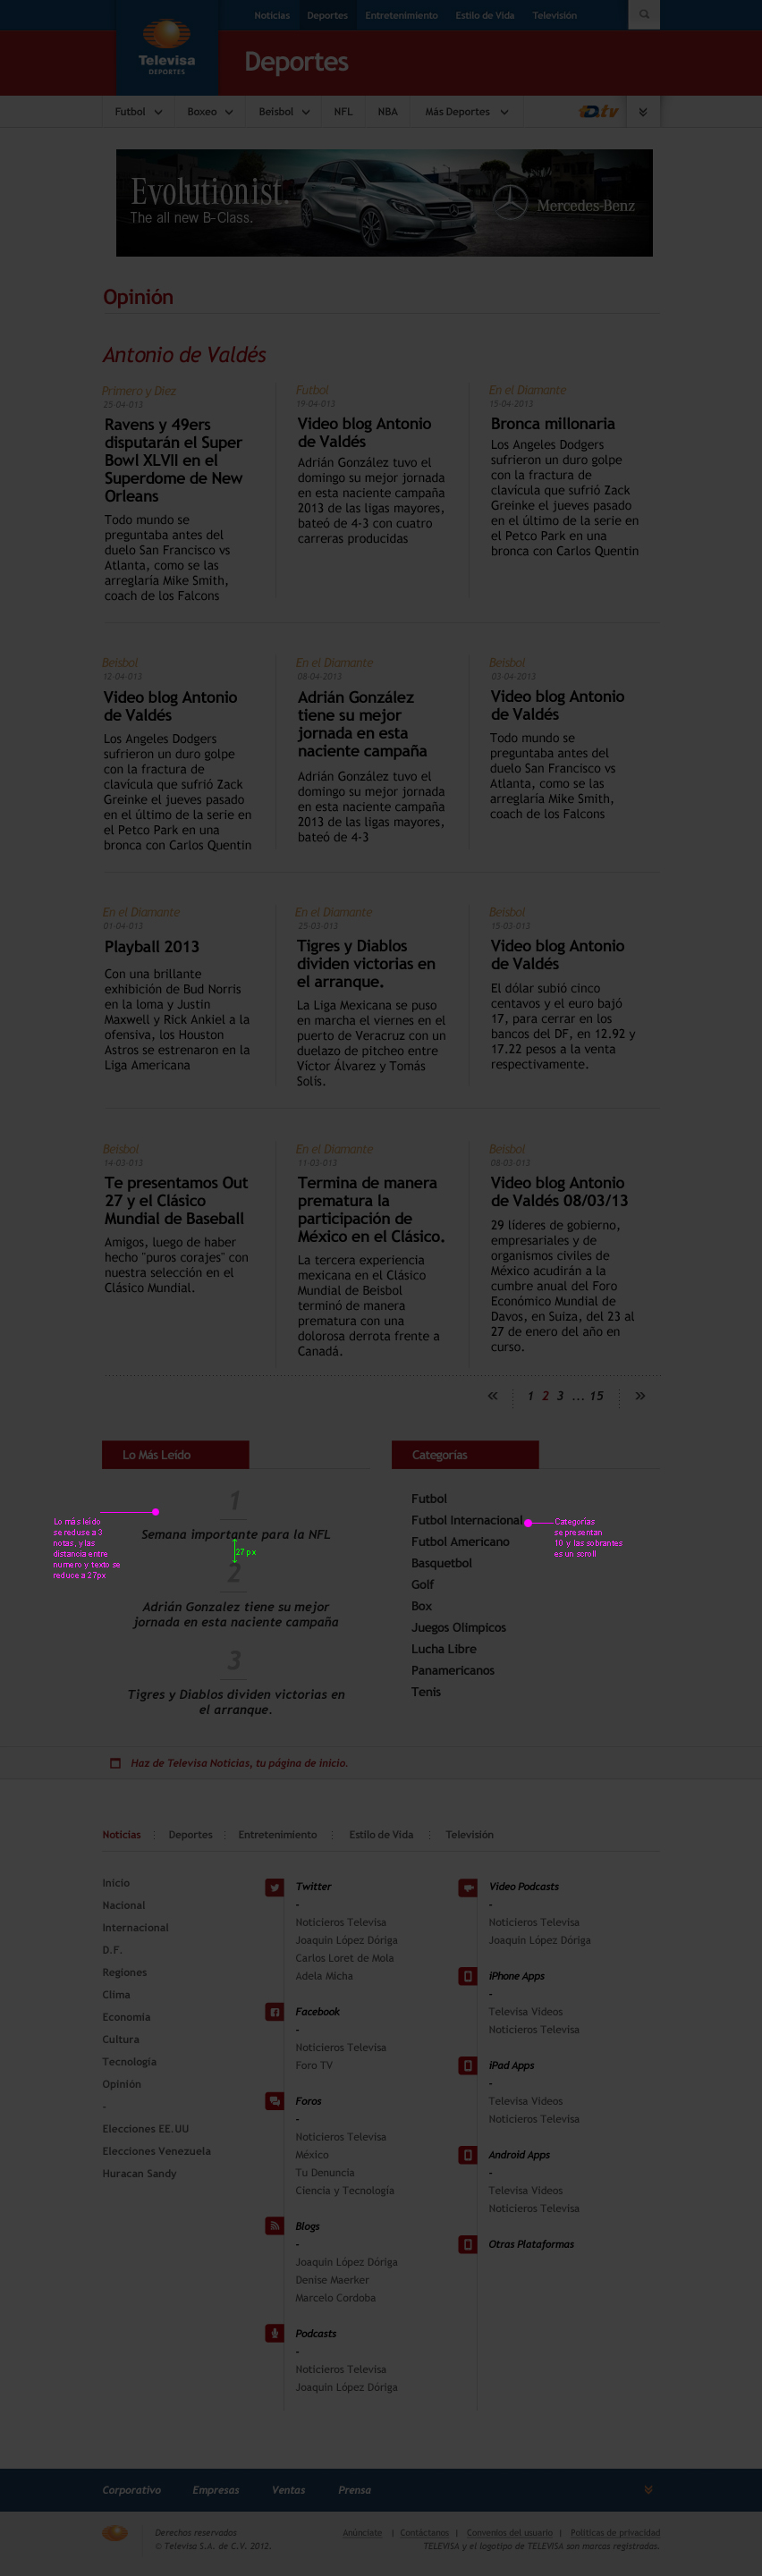 Noticias Deportes Entretenimiento Estilo de Vida Televisión
Televisa
DEPORTES
Deportes
Futbol Boxeo Beisbol NFL NBA Más Deportes tD.tv
Evolutionist.
The all new B-Class.
Mercedes-Benz
Opinión
Antonio de Valdés
Primero y Diez
25-04-013
Ravens y 49ers
disputarán el Super
Bowl XLVII en el
Superdome de New
Orleans
Todo mundo se
preguntaba antes del
duelo San Francisco vs
Atlanta, como se las
arreglaría Mike Smith,
coach de los Falcons
Futbol
19-04-013
Video blog Antonio
de Valdés
Adrián González tuvo el
domingo su mejor jornada
en esta naciente campaña
2013 de las ligas mayores,
bateó de 4-3 con cuatro
carreras producidas
En el Diamante
15-04-2013
Bronca millonaria
Los Angeles Dodgers
sufrieron un duro golpe
con la fractura de
clavícula que sufrió Zack
Greinke el jueves pasado
en el último de la serie en
el Petco Park en una
bronca con Carlos Quentin
Beisbol
12-04-013
Video blog Antonio
de Valdés
Los Angeles Dodgers
sufrieron un duro golpe
con la fractura de
clavícula que sufrió Zack
Greinke el jueves pasado
en el último de la serie en
el Petco Park en una
bronca con Carlos Quentin
En el Diamante
08-04-2013
Adrián González
tiene su mejor
jornada en esta
naciente campaña
Adrián González tuvo el
domingo su mejor jornada
en esta naciente campaña
2013 de las ligas mayores,
bateó de 4-3
Beisbol
03-04-2013
Video blog Antonio
de Valdés
Todo mundo se
preguntaba antes del
duelo San Francisco vs
Atlanta, como se las
arreglaría Mike Smith,
coach de los Falcons
En el Diamante
01-04-013
Playball 2013
Con una brillante
exhibición de Bud Norris
en la loma y Justin
Maxwell y Rick Ankiel a la
ofensiva, los Houston
Astros se estrenaron en la
Liga Americana
En el Diamante
25-03-013
Tigres y Diablos
dividen victorias en
el arranque.
La Liga Mexicana se puso
en marcha el viernes en el
puerto de Veracruz con un
duelazo de pitcheo entre
Víctor Álvarez y Tomás
Solís.
Beisbol
15-03-013
Video blog Antonio
de Valdés
El dólar subió cinco
centavos y el euro bajó
17, para cerrar en los
bancos del DF, en 12.92 y
17.22 pesos a la venta
respectivamente.
Beisbol
14-03-013
Te presentamos Out
27 y el Clásico
Mundial de Baseball
Amigos, luego de haber
hecho "puros corajes" con
nuestra selección en el
Clásico Mundial.
En el Diamante
11-03-013
Termina de manera
prematura la
participación de
México en el Clásico.
La tercera experiencia
mexicana en el Clásico
Mundial de Beisbol
terminó de manera
prematura con una
dolorosa derrota frente a
Canadá.
Beisbol
08-03-013
Video blog Antonio
de Valdés 08/03/13
29 líderes de gobierno,
empresariales y de
organismos civiles de
México acudirán a la
cumbre anual del Foro
Económico Mundial de
Davos, en Suiza, del 23 al
27 de enero del año en
curso.
« 1 2 3 ... 15 »
Lo Más Leído
1
Semana importante para la NFL
27 px
2
Adrián Gonzalez tiene su mejor
jornada en esta naciente campaña
3
Tigres y Diablos dividen victorias en
el arranque.
Lo más leído
se reduse a 3
notas, y las
distancia entre
numero y texto se
reduce a 27px
Categorías
Futbol
Futbol Internacional
Futbol Americano
Basquetbol
Golf
Box
Juegos Olímpicos
Lucha Libre
Panamericanos
Tenis
Categorías
se presentan
10 y las sobrantes
es un scroll
Haz de Televisa Noticias, tu página de inicio.
Noticias Deportes Entretenimiento Estilo de Vida Televisión
Inicio
Nacional
Internacional
D.F.
Regiones
Clima
Economía
Cultura
Tecnología
Opinión
-
Elecciones EE.UU
Elecciones Venezuela
Huracan Sandy
Twitter
-
Noticieros Televisa
Joaquín López Dóriga
Carlos Loret de Mola
Adela Micha
Facebook
-
Noticieros Televisa
Foro TV
Foros
-
Noticieros Televisa
México
Tu Denuncia
Ciencia y Tecnología
Blogs
-
Joaquín López Dóriga
Denise Maerker
Marcelo Cordoba
Podcasts
-
Noticieros Televisa
Joaquín López Dóriga
Video Podcasts
-
Noticieros Televisa
Joaquín López Dóriga
iPhone Apps
-
Televisa Videos
Noticieros Televisa
iPad Apps
-
Televisa Videos
Noticieros Televisa
Android Apps
-
Televisa Videos
Noticieros Televisa
Otras Plataformas
Corporativo Empresas Ventas Prensa
Derechos reservados
© Televisa S.A. de C.V. 2012.
Anúnciate | Contáctanos | Convenios del usuario | Políticas de privacidad
TELEVISA y el logotipo de TELEVISA son marcas registradas.